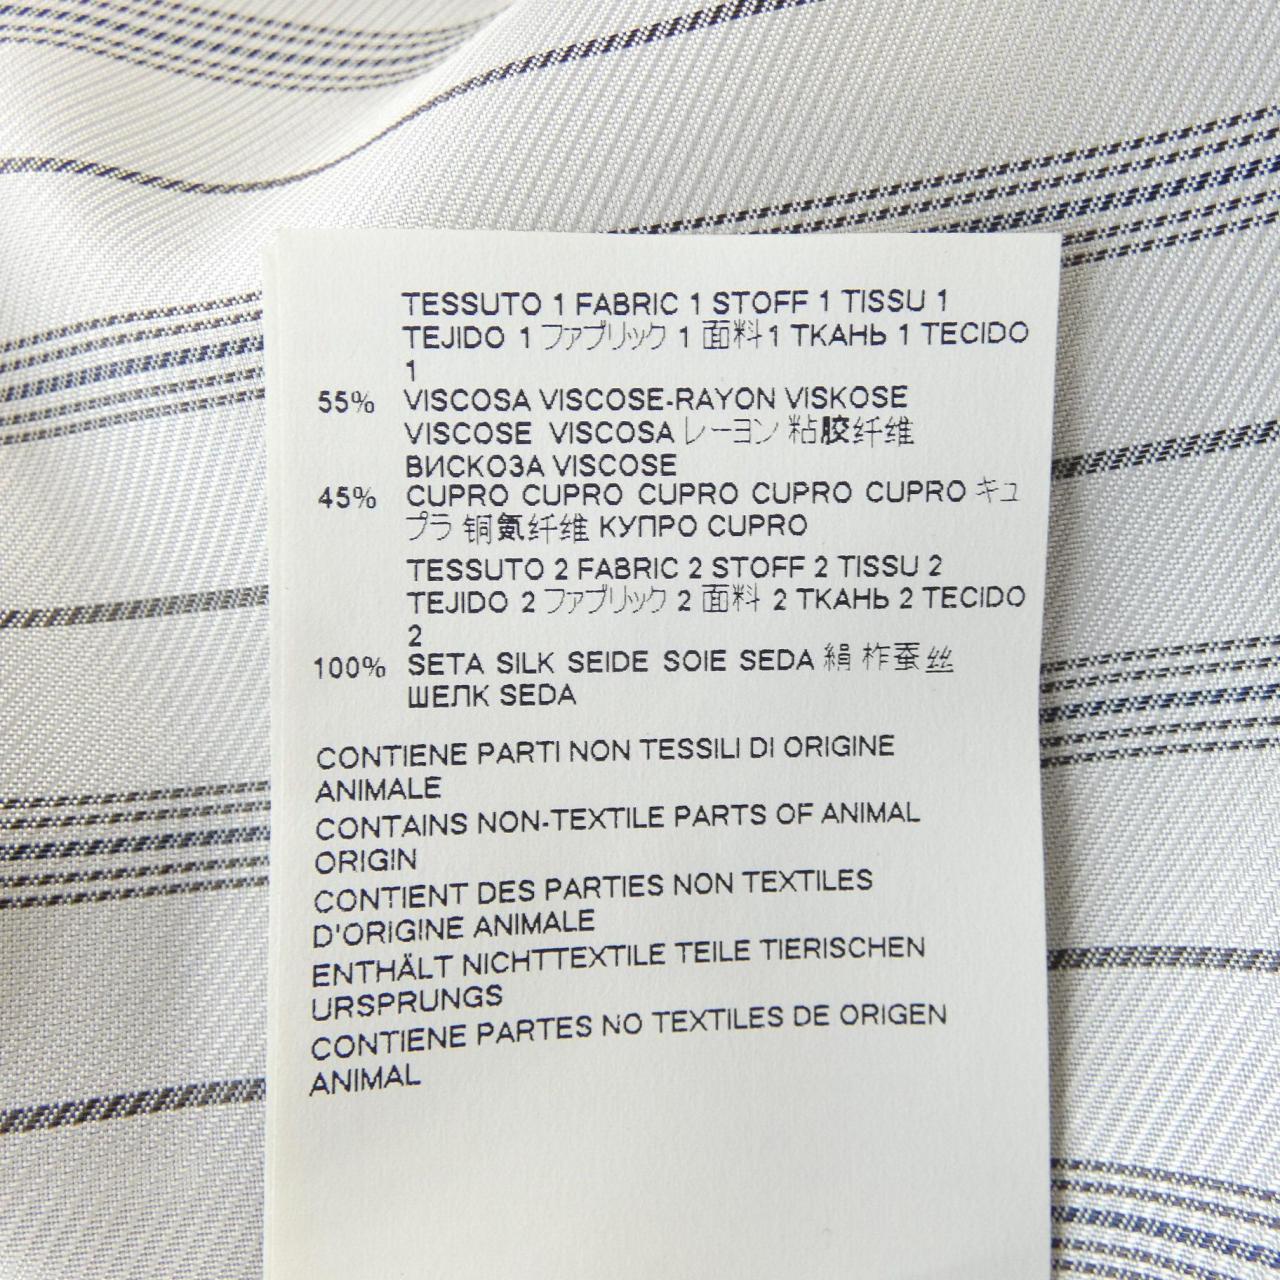 TESSUTO 1 FABRIC 1 STOFF 1 TISSU 1
TEJIDO 1 ファブリック 1 面料 1 ТКАНЬ 1 TECIDO
1
55% VISCOSA VISCOSE-RAYON VISKOSE
VISCOSE VISCOSA レーヨン 粘胶纤维
ВИСКОЗА VISCOSE
45% CUPRO CUPRO CUPRO CUPRO CUPRO キュ
プラ 铜氨纤维 КУПРО CUPRO
TESSUTO 2 FABRIC 2 STOFF 2 TISSU 2
TEJIDO 2 ファブリック 2 面料 2 ТКАНЬ 2 TECIDO
2
100% SETA SILK SEIDE SOIE SEDA 絹 柞蚕丝
ШЕЛК SEDA
CONTIENE PARTI NON TESSILI DI ORIGINE
ANIMALE
CONTAINS NON-TEXTILE PARTS OF ANIMAL
ORIGIN
CONTIENT DES PARTIES NON TEXTILES
D'ORIGINE ANIMALE
ENTHÄLT NICHTTEXTILE TEILE TIERISCHEN
URSPRUNGS
CONTIENE PARTES NO TEXTILES DE ORIGEN
ANIMAL